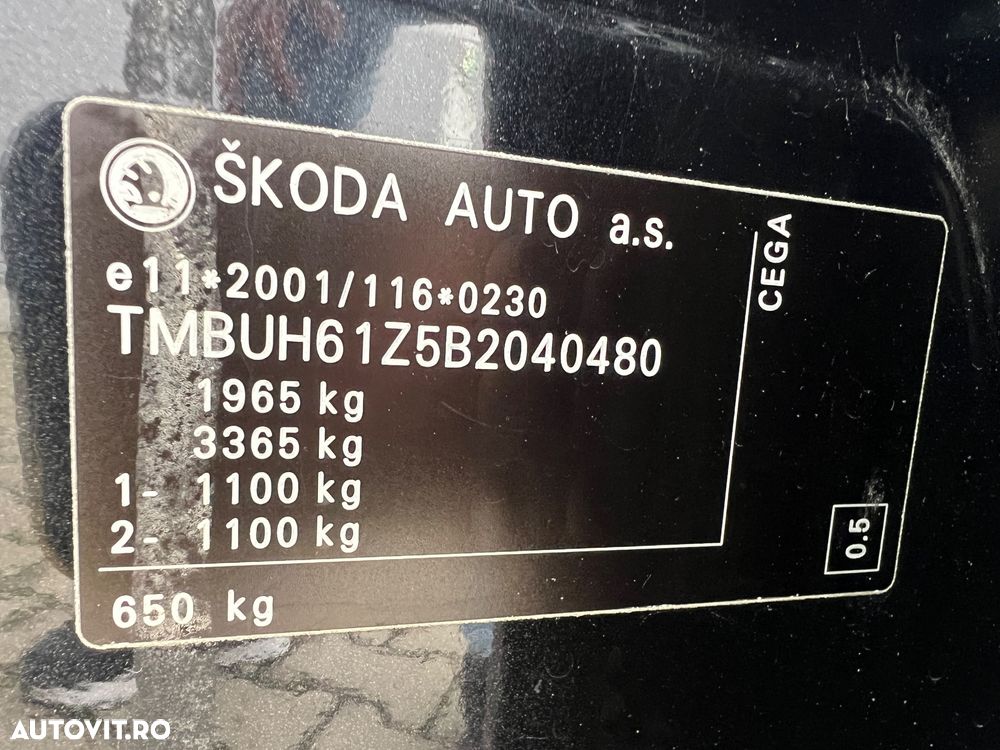 ŠKODA AUTO a.s.
e11*2001/116*0230
TMBUH61Z5B2040480
1965 kg
3365 kg
1- 1100 kg
2- 1100 kg
650 kg
CEGA
0.5
AUTOVIT.RO